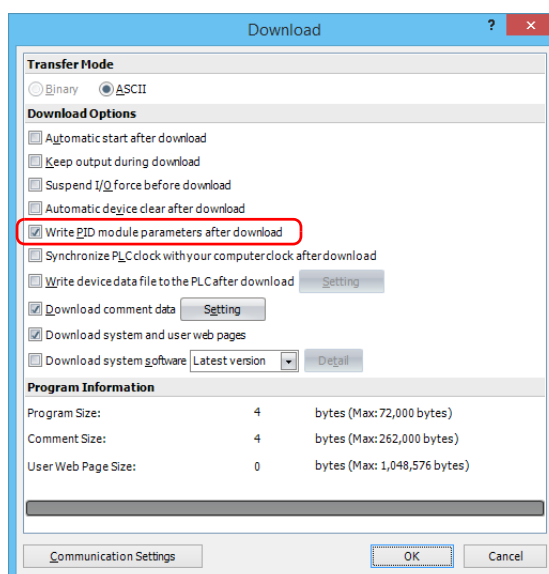 Download ? ×
Transfer Mode
Binary ASCII
Download Options
Automatic start after download
Keep output during download
Suspend I/O force before download
Automatic device clear after download
Write PID module parameters after download
Synchronize PLC clock with your computer clock after download
Write device data file to the PLC after download Setting
Download comment data Setting
Download system and user web pages
Download system software Latest version Detail
Program Information
Program Size: 4 bytes (Max: 72,000 bytes)
Comment Size: 4 bytes (Max: 262,000 bytes)
User Web Page Size: 0 bytes (Max: 1,048,576 bytes)
Communication Settings OK Cancel